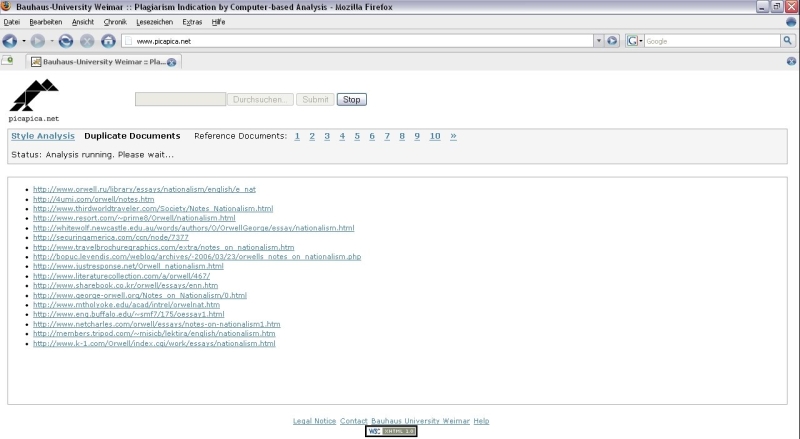 Bauhaus-University Weimar :: Plagiarism Indication by Computer-based Analysis - Mozilla Firefox
Datei Bearbeiten Ansicht Chronik Lesezeichen Extras Hilfe
www.picapica.net
Google
Bauhaus-University Weimar :: Pla...
picapica.net
Durchsuchen... Submit Stop
Style Analysis Duplicate Documents Reference Documents: 1 2 3 4 5 6 7 8 9 10 »
Status: Analysis running. Please wait...
http://www.orwell.ru/library/essays/nationalism/english/e_nat
http://4umi.com/orwell/notes.htm
http://www.thirdworldtraveler.com/Society/Notes_Nationalism.html
http://www.resort.com/~prime8/Orwell/nationalism.html
http://whitewolf.newcastle.edu.au/words/authors/O/OrwellGeorge/essay/nationalism.html
http://securingamerica.com/ccn/node/7377
http://www.travelbrochuregraphics.com/extra/notes_on_nationalism.htm
http://bopuc.levendis.com/weblog/archives/-2006/03/23/orwells_notes_on_nationalism.php
http://www.justresponse.net/Orwell_nationalism.html
http://www.literaturecollection.com/a/orwell/467/
http://www.sharebook.co.kr/orwell/essays/enn.htm
http://www.george-orwell.org/Notes_on_Nationalism/0.html
http://www.mtholyoke.edu/acad/intrel/orwelnat.htm
http://www.eng.buffalo.edu/~smf7/175/oessay1.html
http://www.netcharles.com/orwell/essays/notes-on-nationalism1.htm
http://members.tripod.com/~misicb/lektira/english/nationalism.htm
http://www.k-1.com/Orwell/index.cgi/work/essays/nationalism.html
Legal Notice Contact Bauhaus University Weimar Help
W3C XHTML 1.0